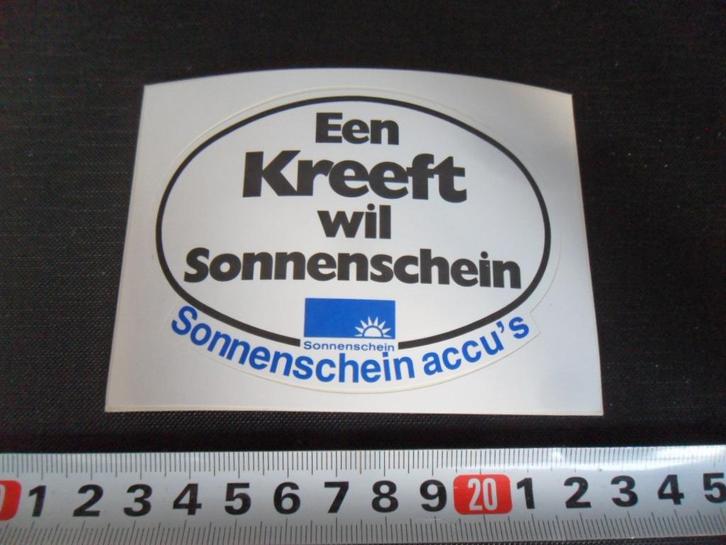 Een
Kreeft
wil
Sonnenschein
Sonnenschein
Sonnenschein accu's
1 2 3 4 5 6 7 8 9 20 1 2 3 4 5